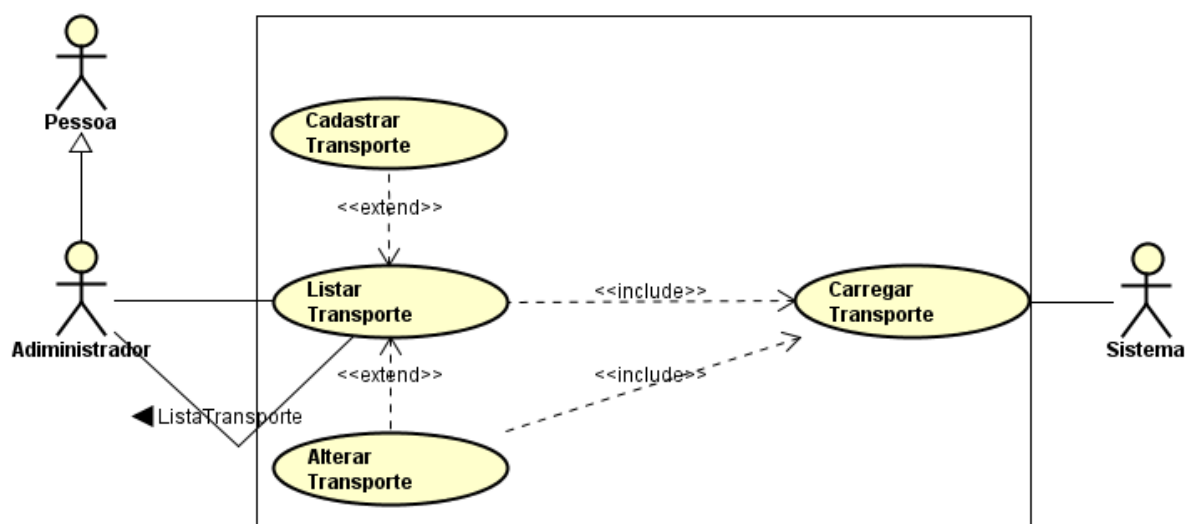 Pessoa
Cadastrar
Transporte
<<extend>>
Adiministrador
Listar
Transporte
<<include>>
Carregar
Transporte
Sistema
<<extend>>
<<include>>
ListaTransporte
Alterar
Transporte